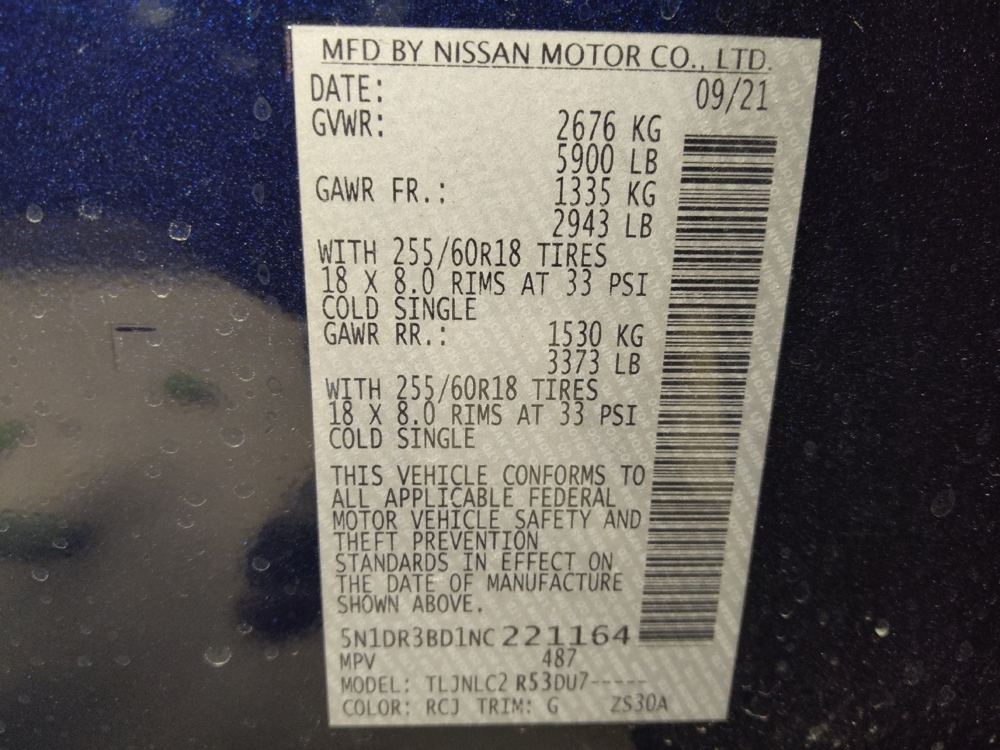 MFD BY NISSAN MOTOR CO., LTD.
DATE: 09/21
GVWR: 2676 KG
5900 LB
GAWR FR.: 1335 KG
2943 LB
WITH 255/60R18 TIRES
18 X 8.0 RIMS AT 33 PSI
COLD SINGLE
GAWR RR.: 1530 KG
3373 LB
WITH 255/60R18 TIRES
18 X 8.0 RIMS AT 33 PSI
COLD SINGLE
THIS VEHICLE CONFORMS TO
ALL APPLICABLE FEDERAL
MOTOR VEHICLE SAFETY AND
THEFT PREVENTION
STANDARDS IN EFFECT ON
THE DATE OF MANUFACTURE
SHOWN ABOVE.
5N1DR3BD1NC221164
MPV 487
MODEL: TLJNLC2 R53DU7-----
COLOR: RCJ TRIM: G ZS30A